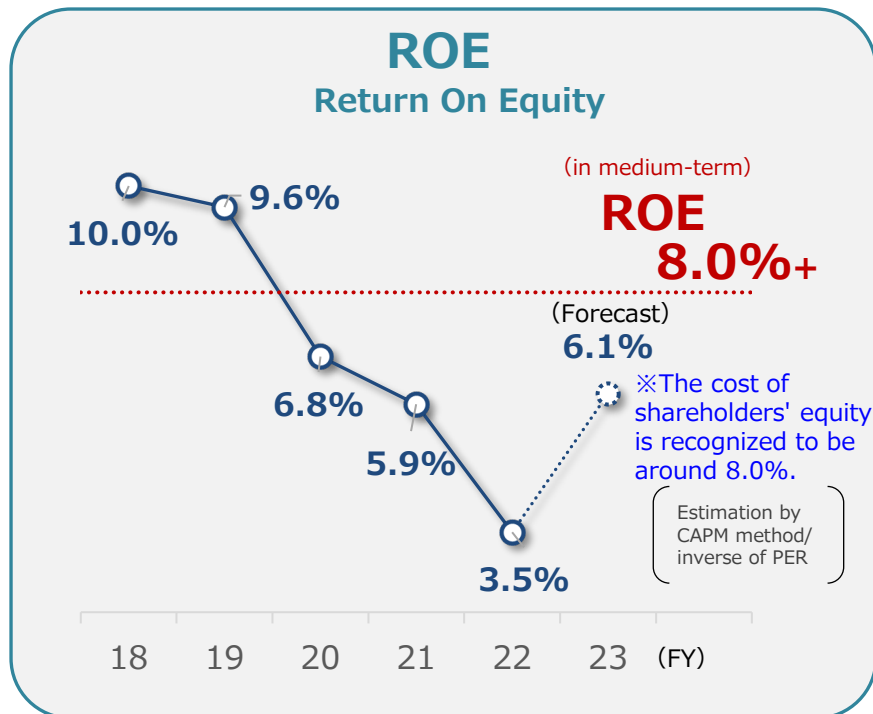 ROE
Return On Equity
（in medium-term）
ROE
8.0%+
10.0%
9.6%
6.8%
5.9%
3.5%
（Forecast）
6.1%
※The cost of
shareholders' equity
is recognized to be
around 8.0%.
Estimation by
CAPM method/
inverse of PER
18 19 20 21 22 23 (FY)